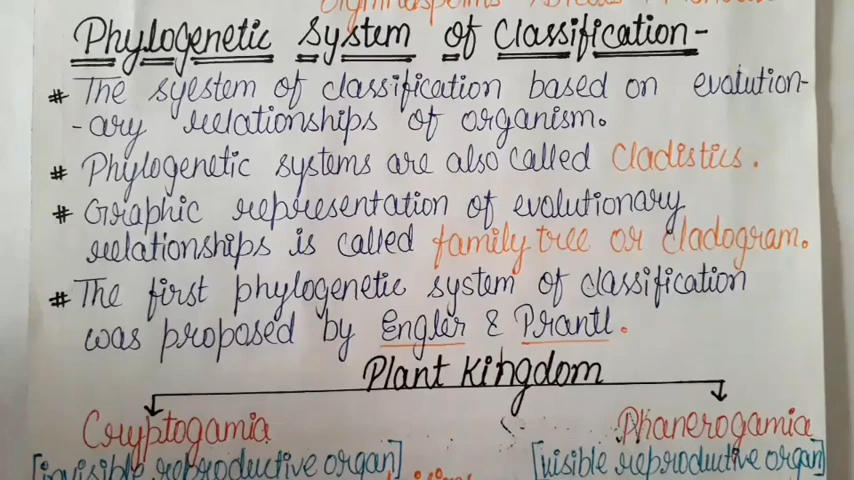 Phylogenetic System of Classification-
# The syestem of classification based on evalution-
-ary relationships of organism.
# Phylogenetic systems are also called Cladistics.
# Graphic representation of evolutionary
relationships is called family tree or cladogram.
# The first phylogenetic system of classification
was proposed by Engler & Prantl.
Plant Kingdom
Cryptogamia Phanerogamia
[invisible reproductive organ] [visible reproductive organ]